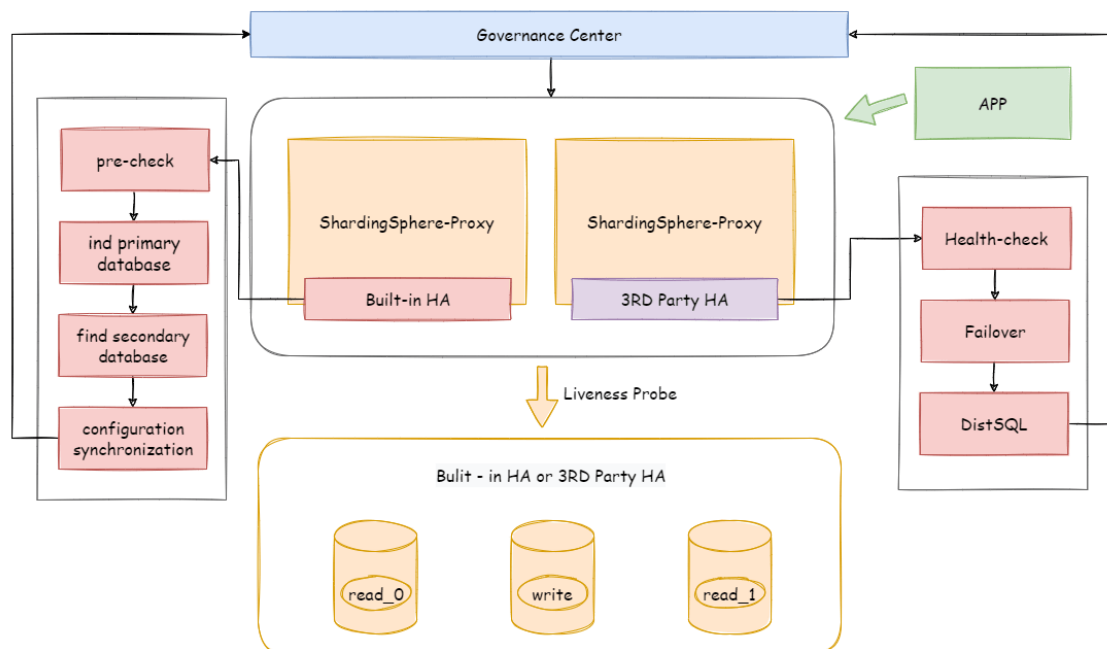 Governance Center
APP
pre-check
ind primary
database
find secondary
database
configuration
synchronization
ShardingSphere-Proxy
Built-in HA
ShardingSphere-Proxy
3RD Party HA
Health-check
Failover
DistSQL
Liveness Probe
Bulit - in HA or 3RD Party HA
read_0
write
read_1